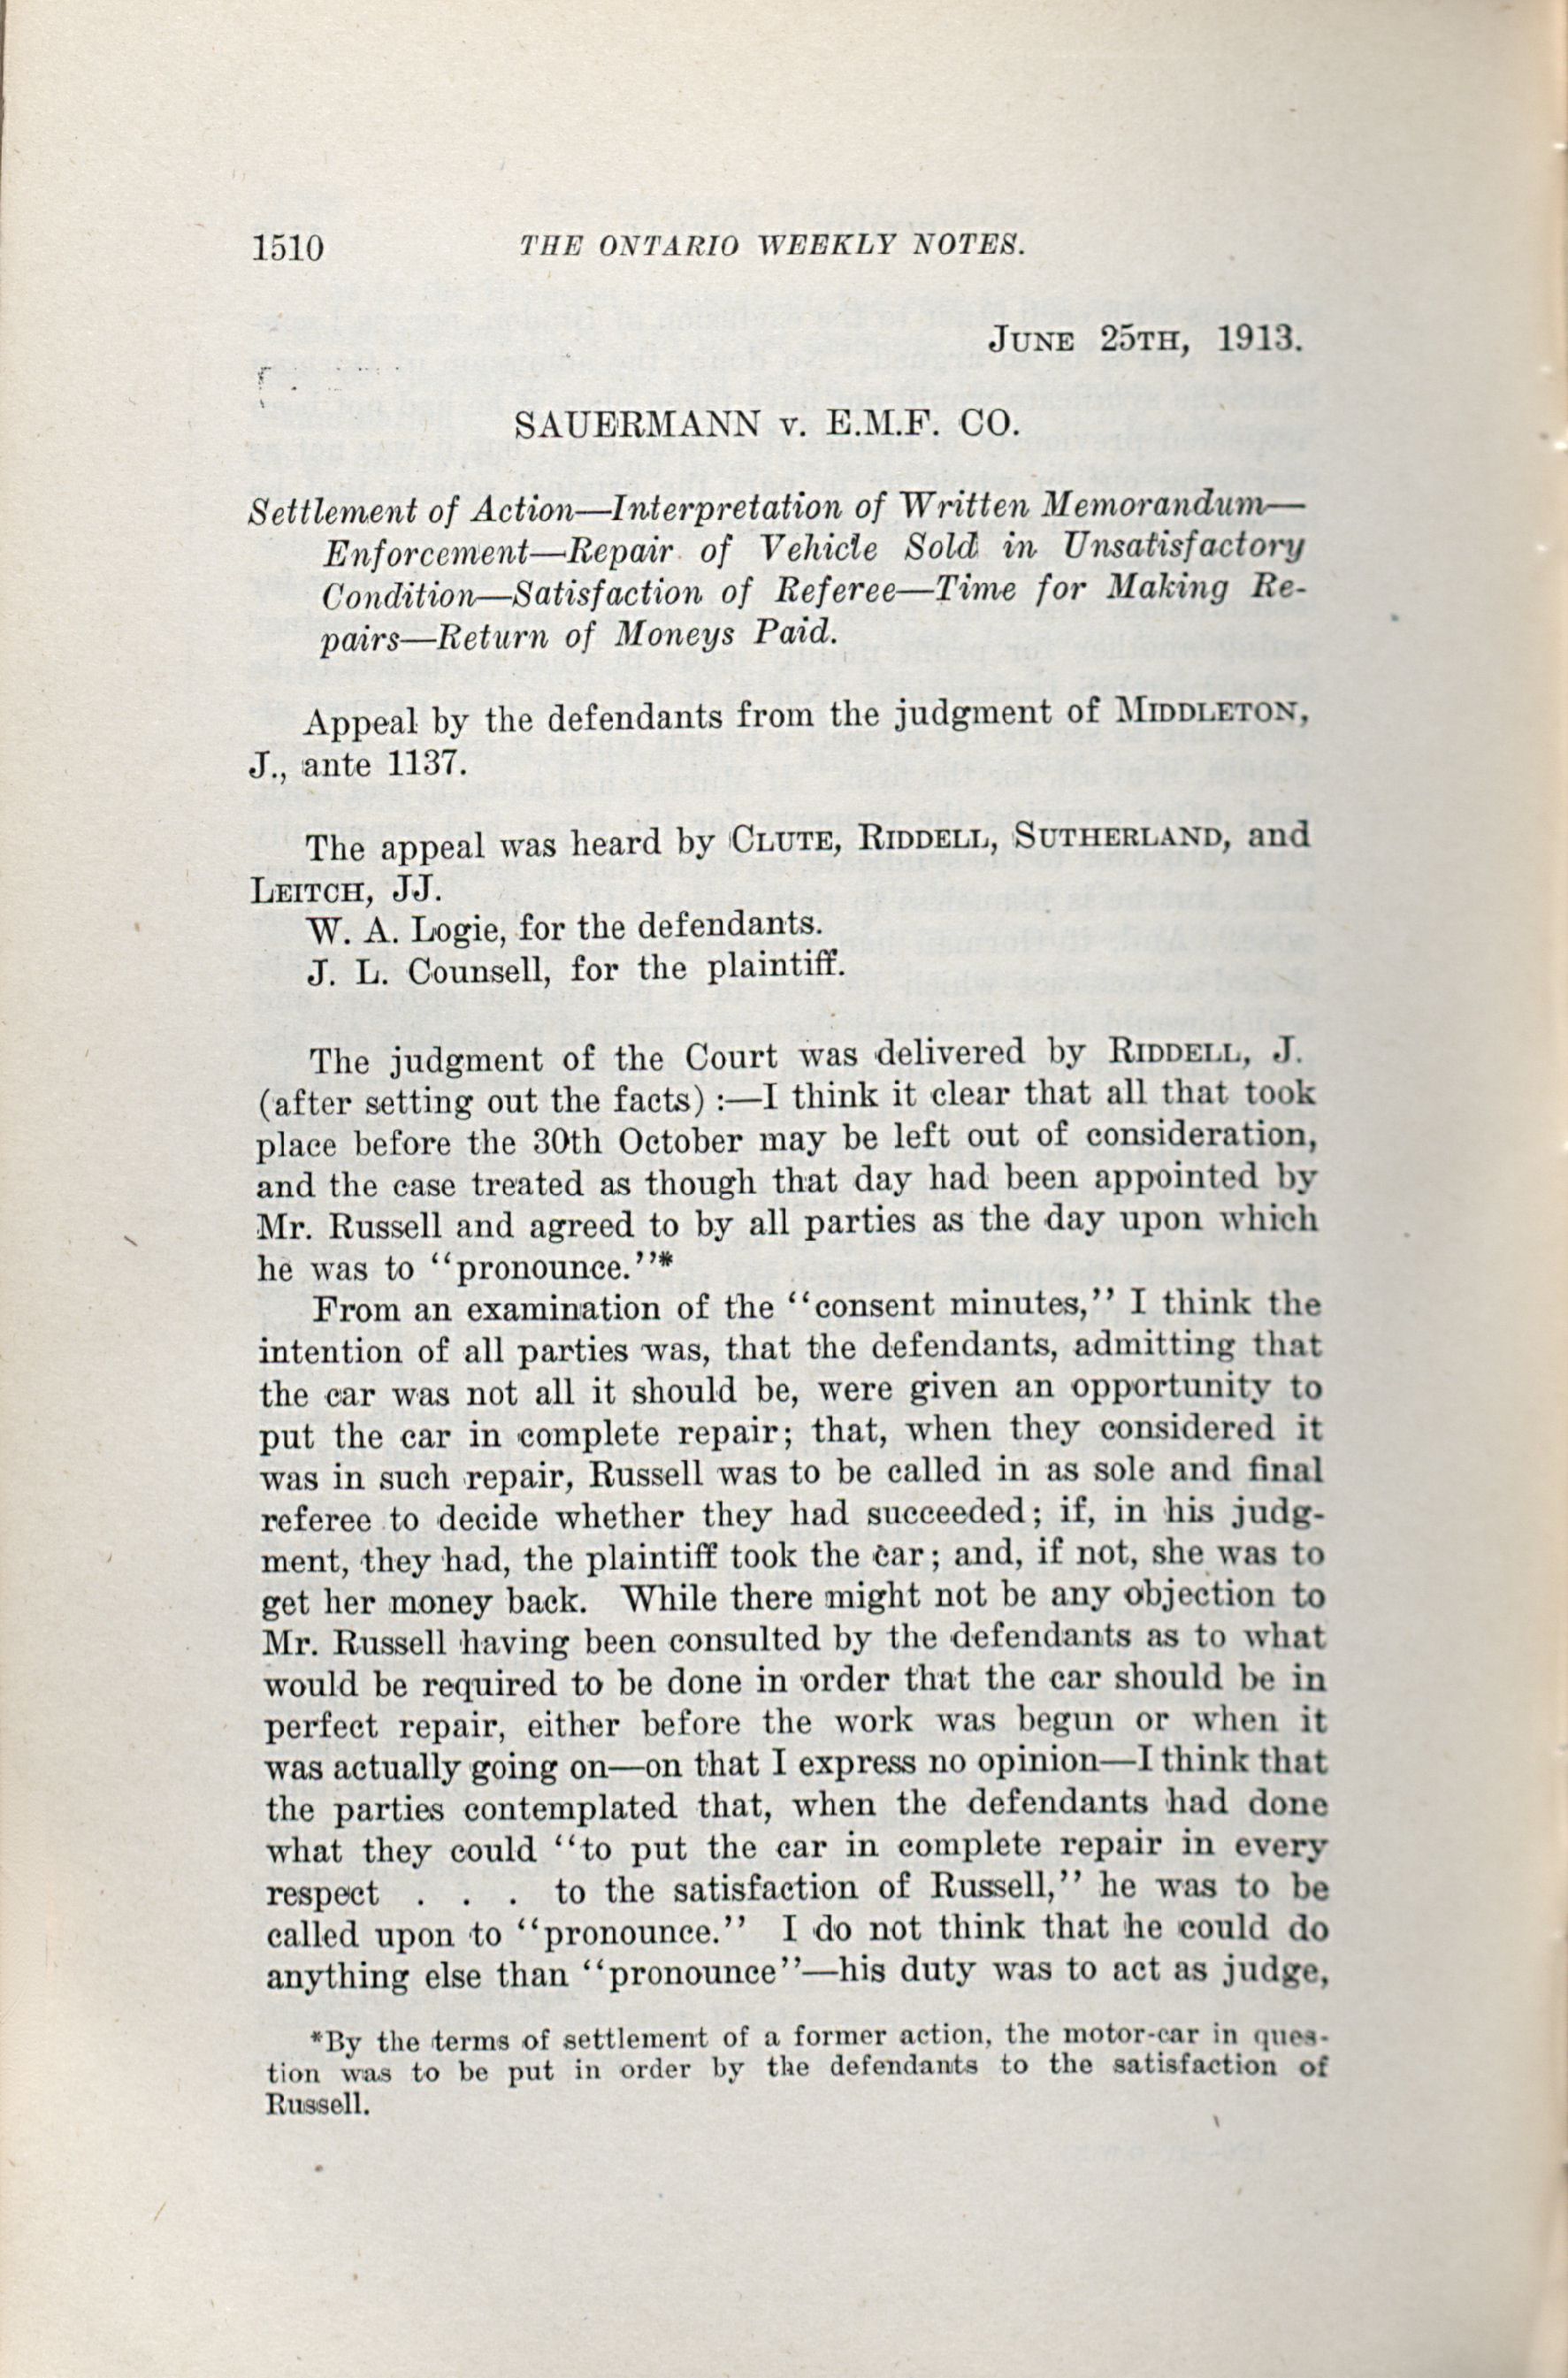 1510 THE ONTARIO WEEKLY NOTES.
JUNE 25TH, 1913.
SAUERMANN v. E.M.F. CO.
Settlement of Action—Interpretation of Written Memorandum—
Enforcement—Repair of Vehicle Sold in Unsatisfactory
Condition—Satisfaction of Referee—Time for Making Re-
pairs—Return of Moneys Paid.
Appeal by the defendants from the judgment of MIDDLETON,
J., ante 1137.
The appeal was heard by CLUTE, RIDDELL, SUTHERLAND, and
LEITCH, JJ.
W. A. Logie, for the defendants.
J. L. Counsell, for the plaintiff.
The judgment of the Court was delivered by RIDDELL, J.
(after setting out the facts) :—I think it clear that all that took
place before the 30th October may be left out of consideration,
and the case treated as though that day had been appointed by
Mr. Russell and agreed to by all parties as the day upon which
he was to "pronounce."*
From an examination of the "consent minutes," I think the
intention of all parties was, that the defendants, admitting that
the car was not all it should be, were given an opportunity to
put the car in complete repair; that, when they considered it
was in such repair, Russell was to be called in as sole and final
referee to decide whether they had succeeded; if, in his judg-
ment, they had, the plaintiff took the car; and, if not, she was to
get her money back. While there might not be any objection to
Mr. Russell having been consulted by the defendants as to what
would be required to be done in order that the car should be in
perfect repair, either before the work was begun or when it
was actually going on—on that I express no opinion—I think that
the parties contemplated that, when the defendants had done
what they could "to put the car in complete repair in every
respect . . . to the satisfaction of Russell," he was to be
called upon to "pronounce." I do not think that he could do
anything else than "pronounce"—his duty was to act as judge,
*By the terms of settlement of a former action, the motor-car in ques-
tion was to be put in order by the defendants to the satisfaction of
Russell.